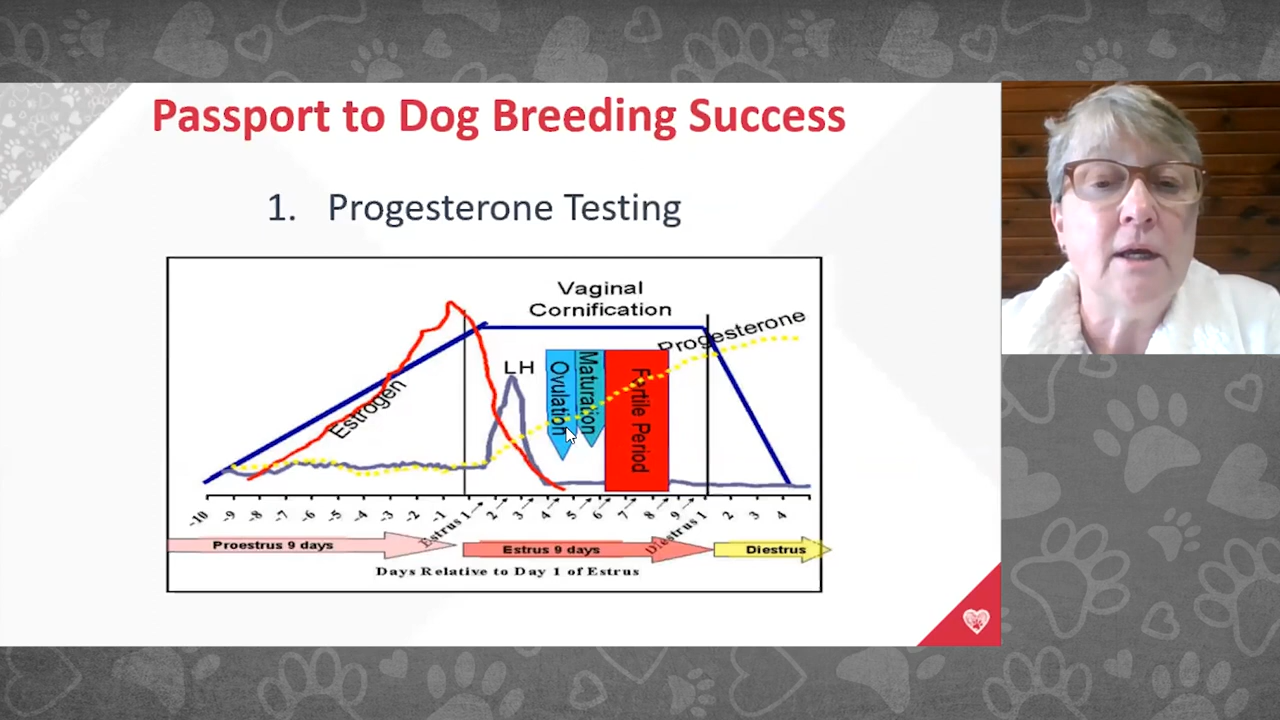 Passport to Dog Breeding Success
1. Progesterone Testing
Vaginal
Cornification
Progesterone
LH
Estrogen
Ovulation
Maturation
Fertile Period
-10 -9 -8 -7 -6 -5 -4 -3 -2 -1 Estrus 1 2 3 4 5 6 7 8 9 Diestrus 1 2 3 4
Proestrus 9 days
Estrus 9 days
Diestrus
Days Relative to Day 1 of Estrus